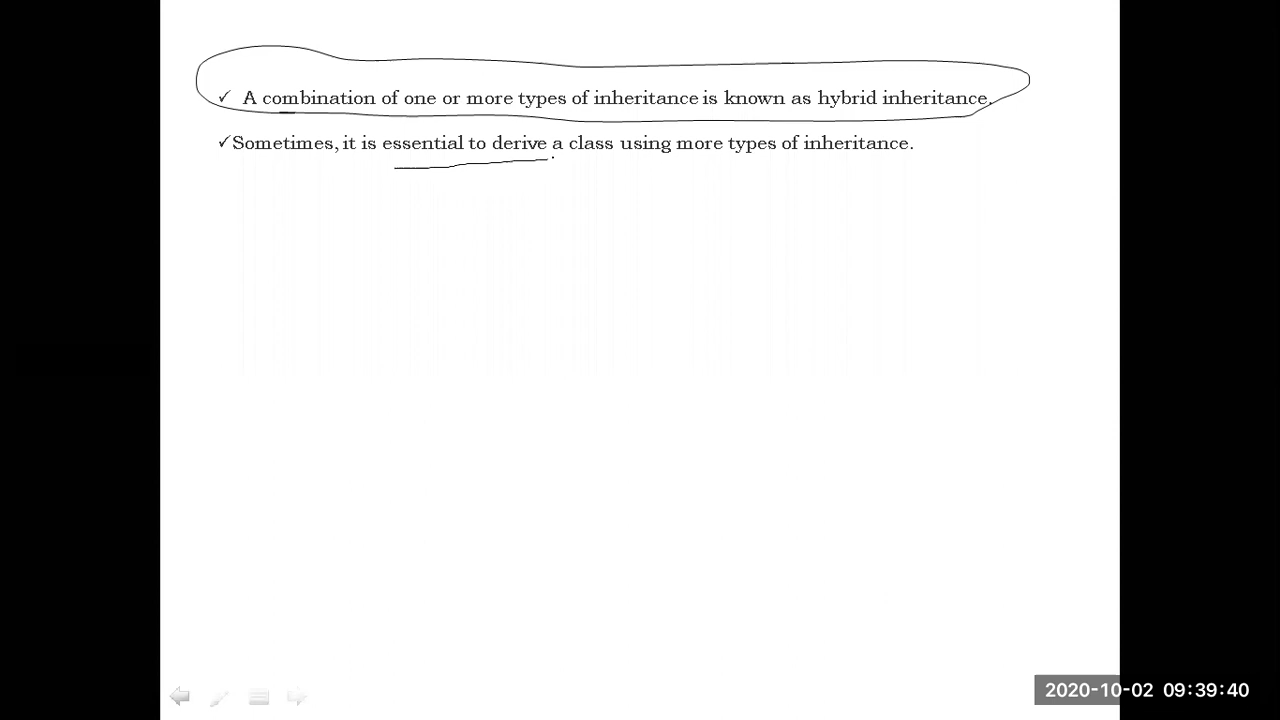 ✓ A combination of one or more types of inheritance is known as hybrid inheritance.
✓Sometimes, it is essential to derive a class using more types of inheritance.
2020-10-02 09:39:40